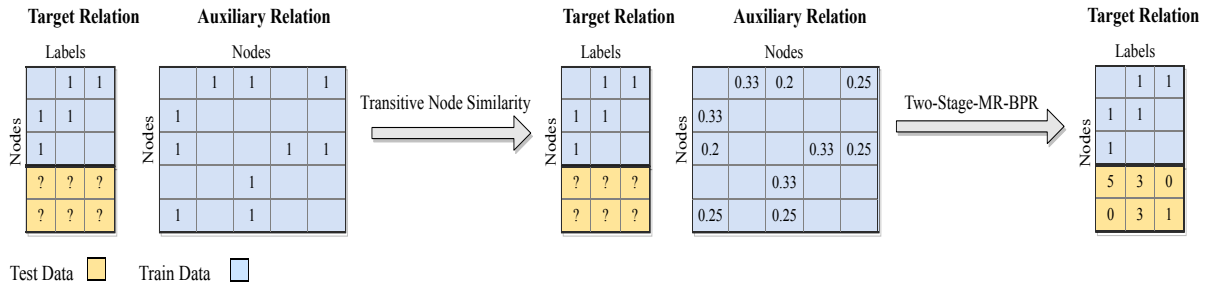 Target Relation Auxiliary Relation Target Relation Auxiliary Relation Target Relation
Labels Nodes Labels Nodes Labels
1 1 1 1 1 1 1 0.33 0.2 0.25 1 1
1 1 1 1 1 0.33 1 1
1 1 1 1 1 0.2 0.33 0.25 1
? ? ? 1 ? ? ? 0.33 5 3 0
? ? ? 1 1 ? ? ? 0.25 0.25 0 3 1
Nodes Nodes Nodes Nodes Nodes
Transitive Node Similarity Two-Stage-MR-BPR
Test Data Train Data